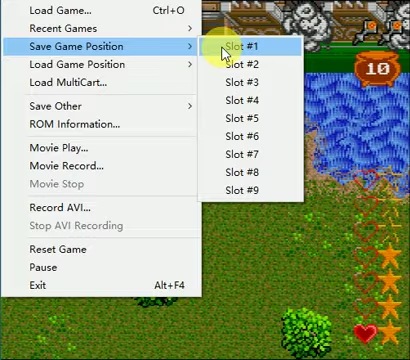 Load Game... Ctrl+O
Recent Games
Save Game Position
Load Game Position
Load MultiCart...
Save Other
ROM Information...
Movie Play...
Movie Record...
Movie Stop
Record AVI...
Stop AVI Recording
Reset Game
Pause
Exit Alt+F4
Slot #1
Slot #2
Slot #3
Slot #4
Slot #5
Slot #6
Slot #7
Slot #8
Slot #9
10